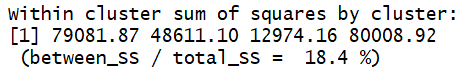 Within cluster sum of squares by cluster:
[1] 79081.87 48611.10 12974.16 80008.92
(between_SS / total_SS =  18.4 %)